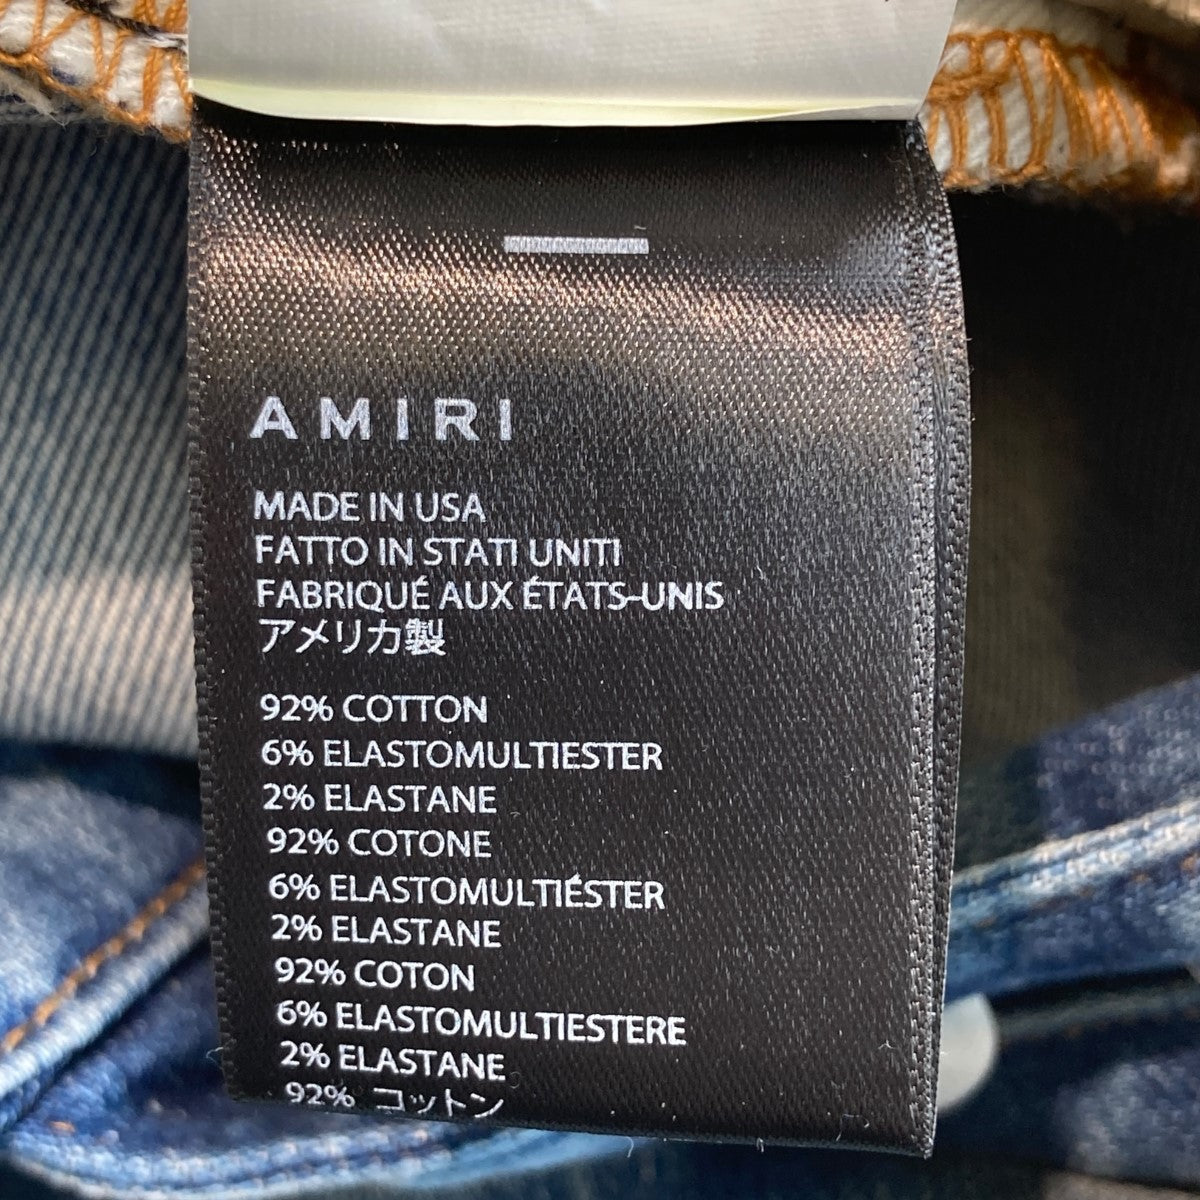 AMIRI
MADE IN USA
FATTO IN STATI UNITI
FABRIQUÉ AUX ÉTATS-UNIS
アメリカ製
92% COTTON
6% ELASTOMULTIESTER
2% ELASTANE
92% COTONE
6% ELASTOMULTIÉSTER
2% ELASTANE
92% COTON
6% ELASTOMULTIESTERE
2% ELASTANE
92% コットン